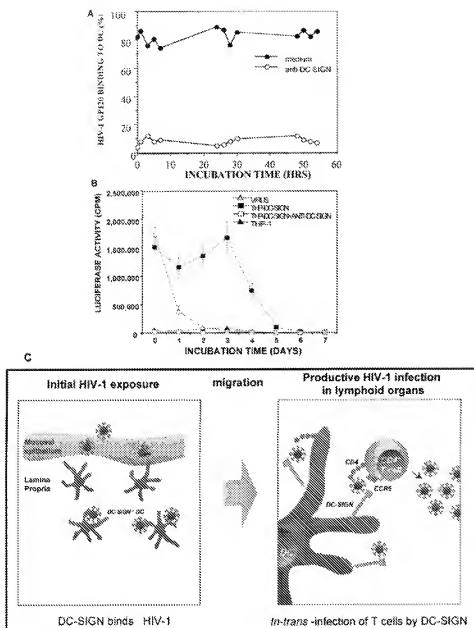 A
HIV-1 GP120 BINDING TO DC (%)
100
80
60
40
20
0
medium
anti-DC-SIGN
0 10 20 30 40 50 60
INCUBATION TIME (HRS)
B
LUCIFERASE ACTIVITY (CPM)
2,500,000
2,000,000
1,500,000
1,000,000
500,000
0
VIRUS
THP-DC-SIGN
THP-DC-SIGN+ANTI-DC-SIGN
THP-1
0 1 2 3 4 5 6 7
INCUBATION TIME (DAYS)
C
Initial HIV-1 exposure
Mucosal
epithelium
Lamina
Propria
DC-SIGN+ DC
DC-SIGN binds HIV-1
migration
Productive HIV-1 infection
in lymphoid organs
CD4
CCR5
DC-SIGN
DC
In-trans -infection of T cells by DC-SIGN